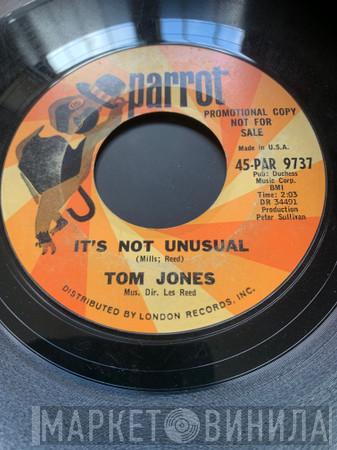 parrot
PROMOTIONAL COPY
NOT FOR
SALE
Made in U.S.A.
45-PAR 9737
Pub: Duchess
Music Corp.
BMI
Time: 2:03
DR 34491
Production
Peter Sullivan
IT'S NOT UNUSUAL
(Mills; Reed)
TOM JONES
Mus. Dir. Les Reed
DISTRIBUTED BY LONDON RECORDS, INC.
МАРКЕТ ВИНИЛА